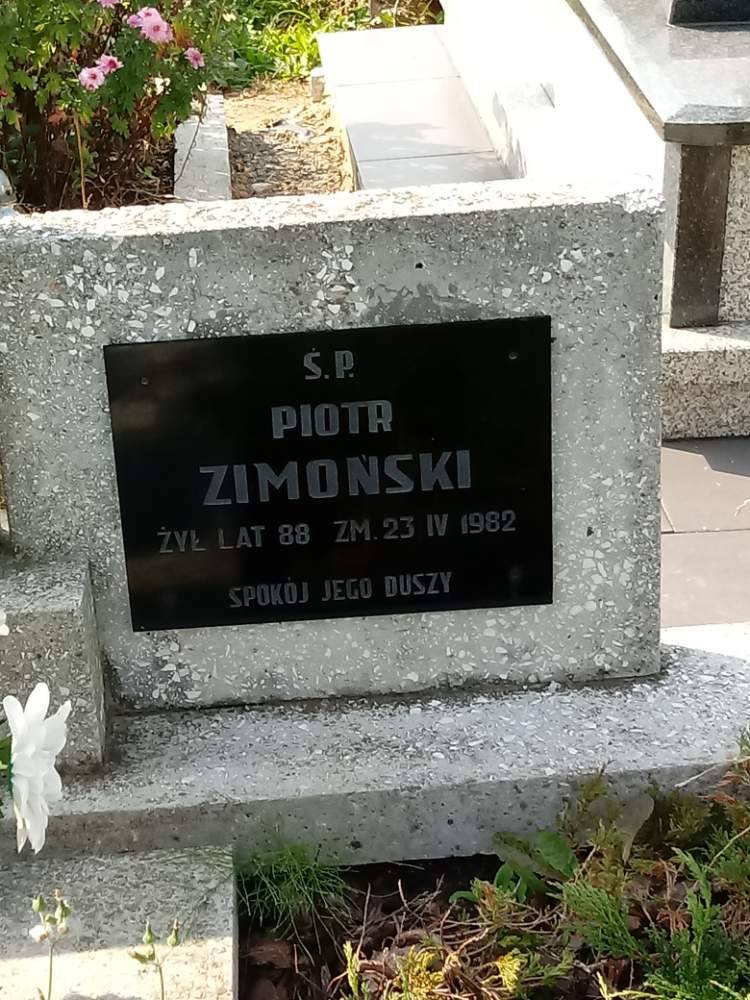 Ś.P.
PIOTR
ZIMOŃSKI
ŻYŁ LAT 88 ZM. 23 IV 1982
SPOKÓJ JEGO DUSZY